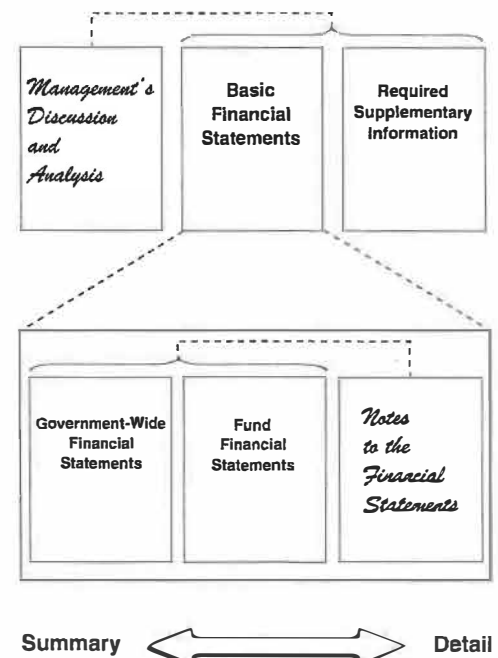 Management's
Discussion
and
Analysis
Basic
Financial
Statements
Required
Supplementary
Information
Government-Wide
Financial
Statements
Fund
Financial
Statements
Notes
to the
Financial
Statements
Summary
Detail